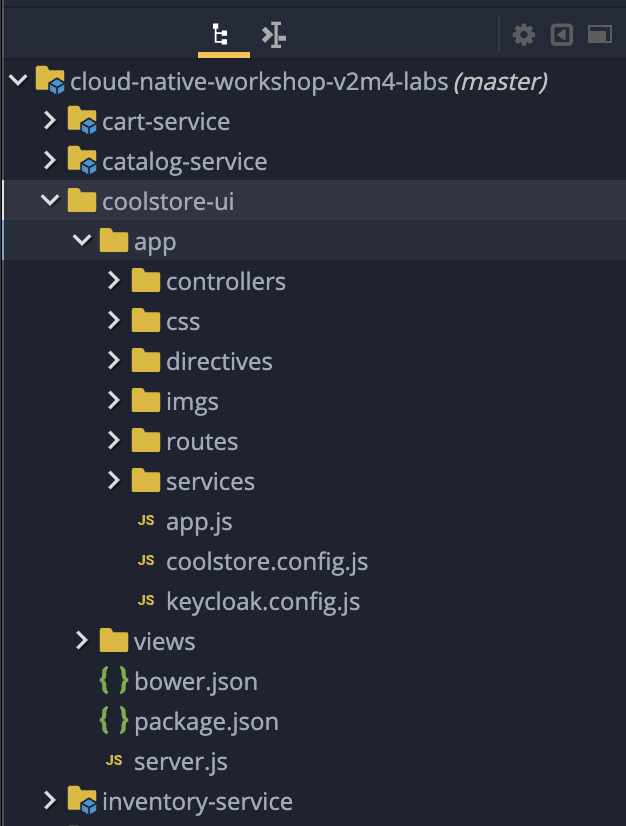 cloud-native-workshop-v2m4-labs (master)
cart-service
catalog-service
coolstore-ui
app
controllers
css
directives
imgs
routes
services
JS app.js
JS coolstore.config.js
JS keycloak.config.js
views
{ } bower.json
{ } package.json
JS server.js
inventory-service